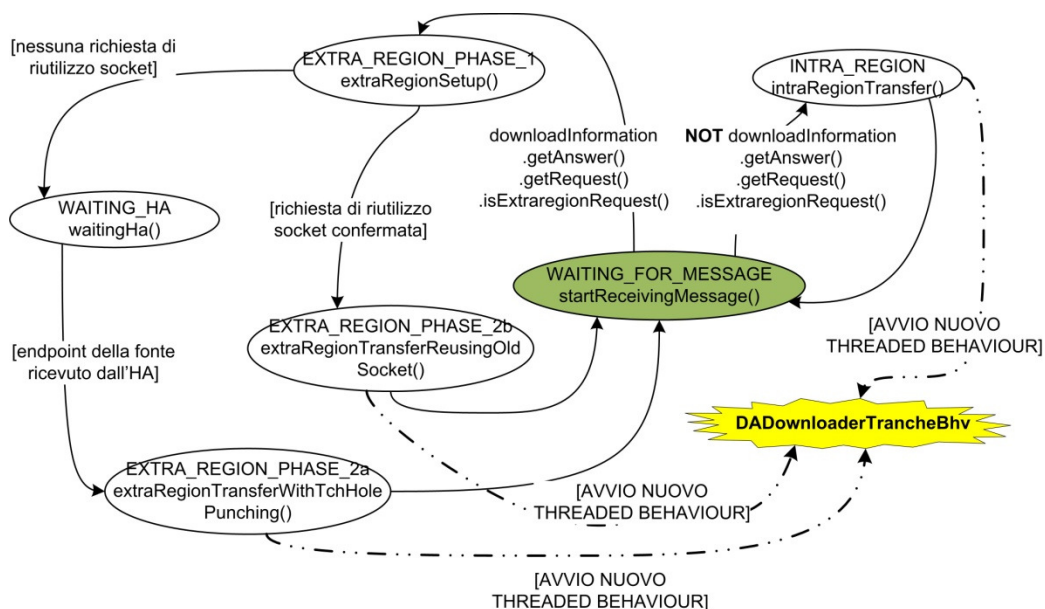 [nessuna richiesta di
riutilizzo socket]
EXTRA_REGION_PHASE_1
extraRegionSetup()
INTRA_REGION
intraRegionTransfer()
downloadInformation
.getAnswer()
.getRequest()
.isExtraregionRequest()
NOT downloadInformation
.getAnswer()
.getRequest()
.isExtraregionRequest()
WAITING_HA
waitingHa()
[richiesta di riutilizzo
socket confermata]
WAITING_FOR_MESSAGE
startReceivingMessage()
EXTRA_REGION_PHASE_2b
extraRegionTransferReusingOld
Socket()
[endpoint della fonte
ricevuto dall'HA]
[AVVIO NUOVO
THREADED BEHAVIOUR]
DADownloaderTrancheBhv
EXTRA_REGION_PHASE_2a
extraRegionTransferWithTchHole
Punching()
[AVVIO NUOVO
THREADED BEHAVIOUR]
[AVVIO NUOVO
THREADED BEHAVIOUR]